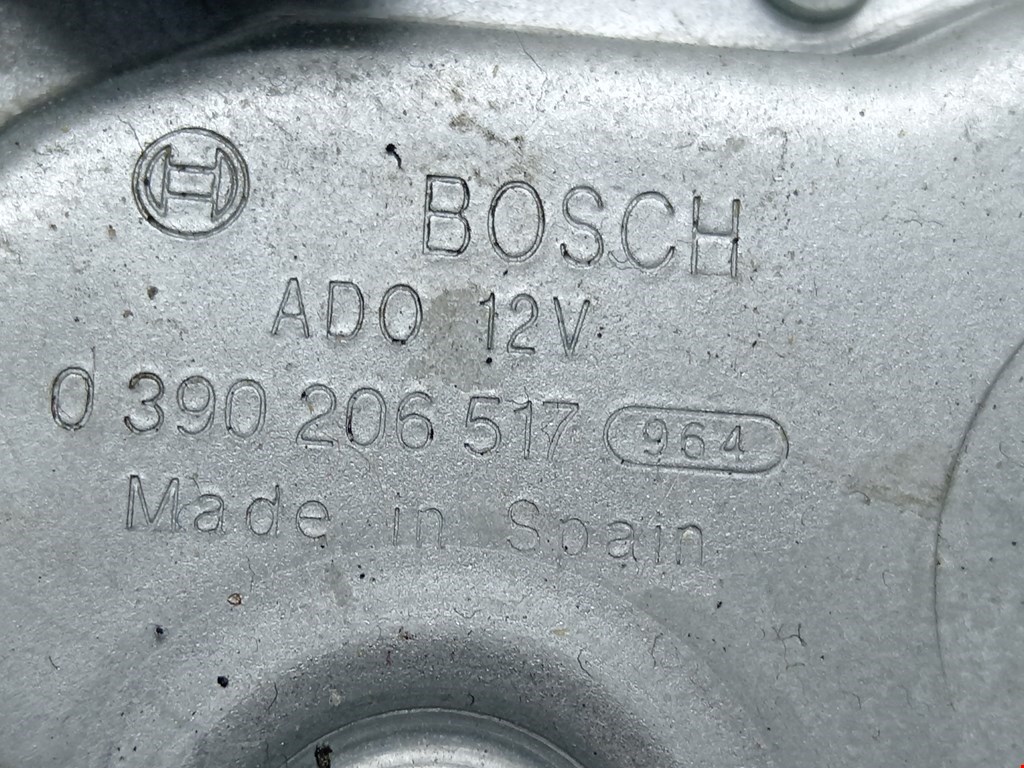 BOSCH
ADO 12V
0 390 206 517 964
Made in Spain